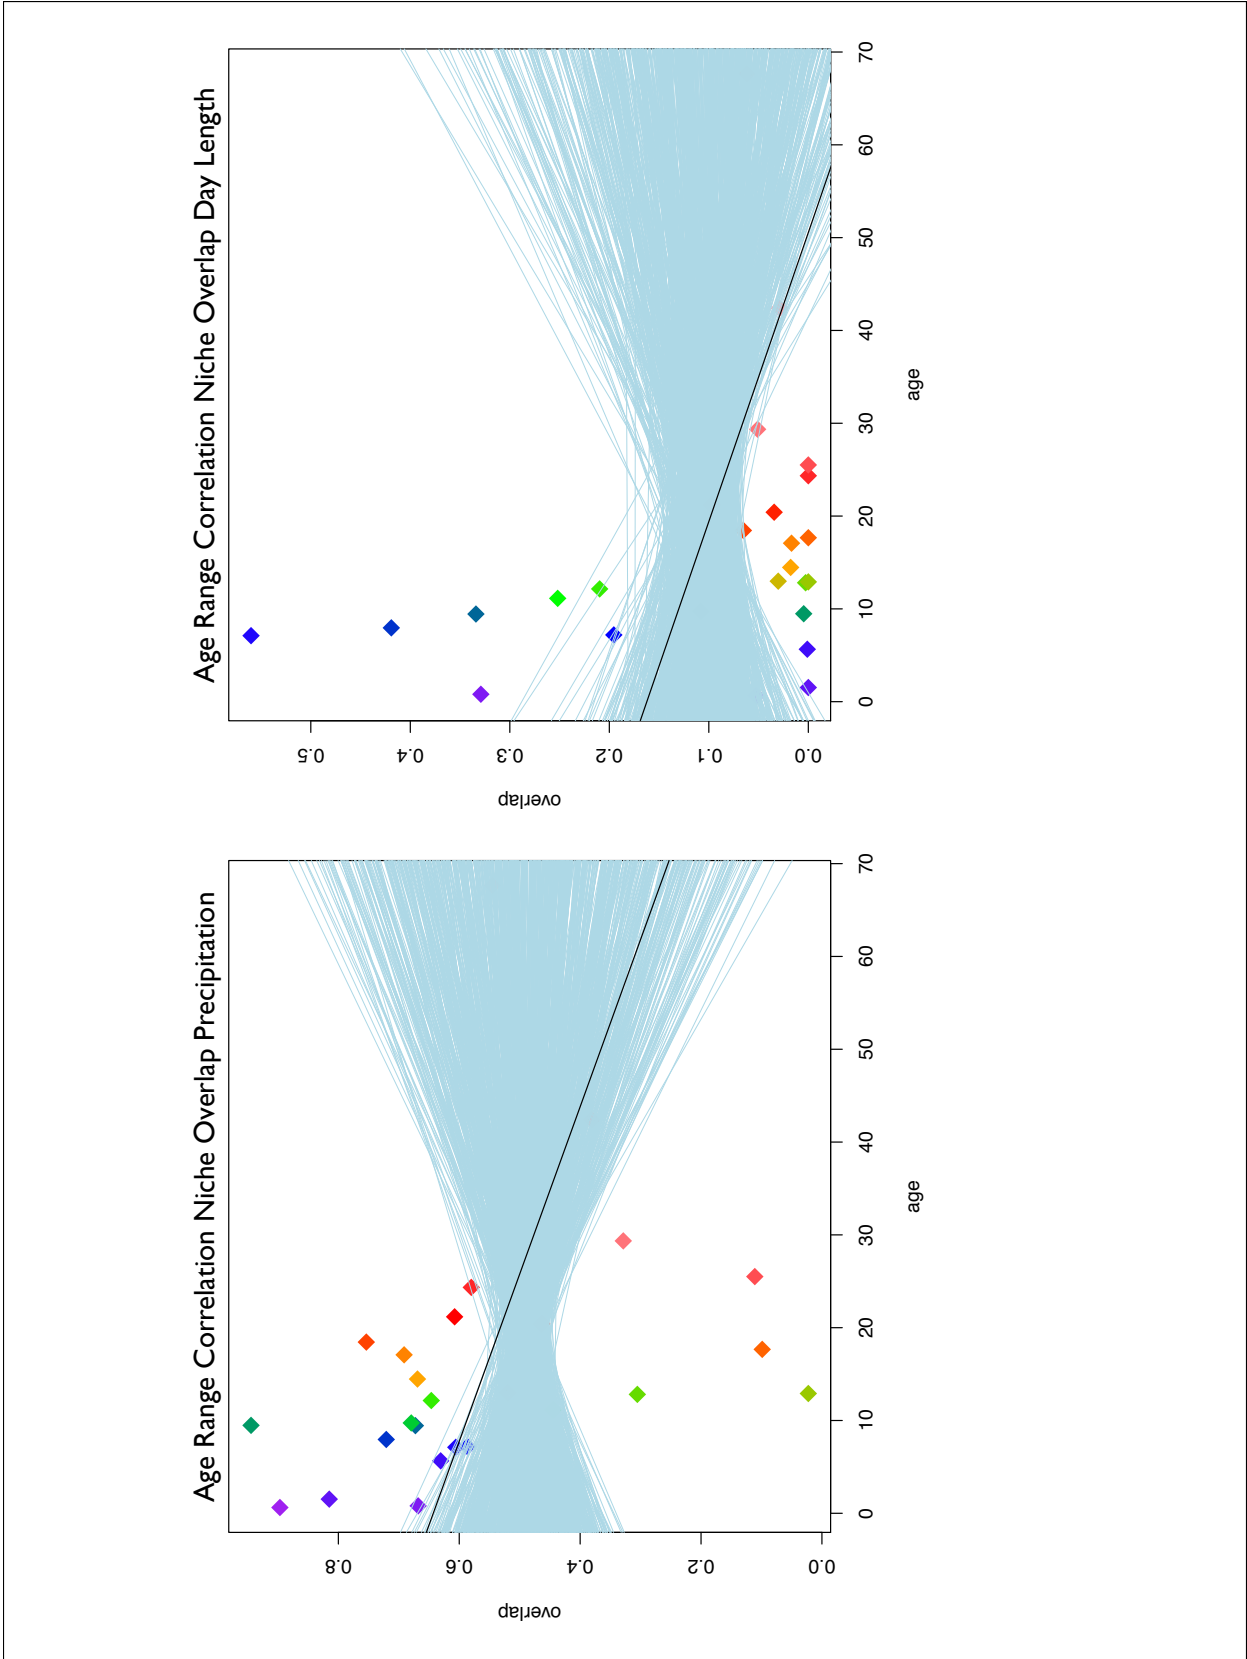 Age Range Correlation Niche Overlap Precipitation
overlap
0.8
0.6
0.4
0.2
0.0
0 10 20 30 40 50 60 70
age
Age Range Correlation Niche Overlap Day Length
overlap
0.5
0.4
0.3
0.2
0.1
0.0
0 10 20 30 40 50 60 70
age